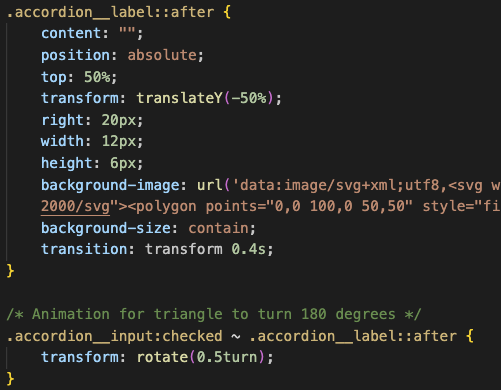 .accordion__label::after {
content: "";
position: absolute;
top: 50%;
transform: translateY(-50%);
right: 20px;
width: 12px;
height: 6px;
background-image: url('data:image/svg+xml;utf8,<svg w
2000/svg"><polygon points="0,0 100,0 50,50" style="fi
background-size: contain;
transition: transform 0.4s;
}
/* Animation for triangle to turn 180 degrees */
.accordion__input:checked ~ .accordion__label::after {
transform: rotate(0.5turn);
}